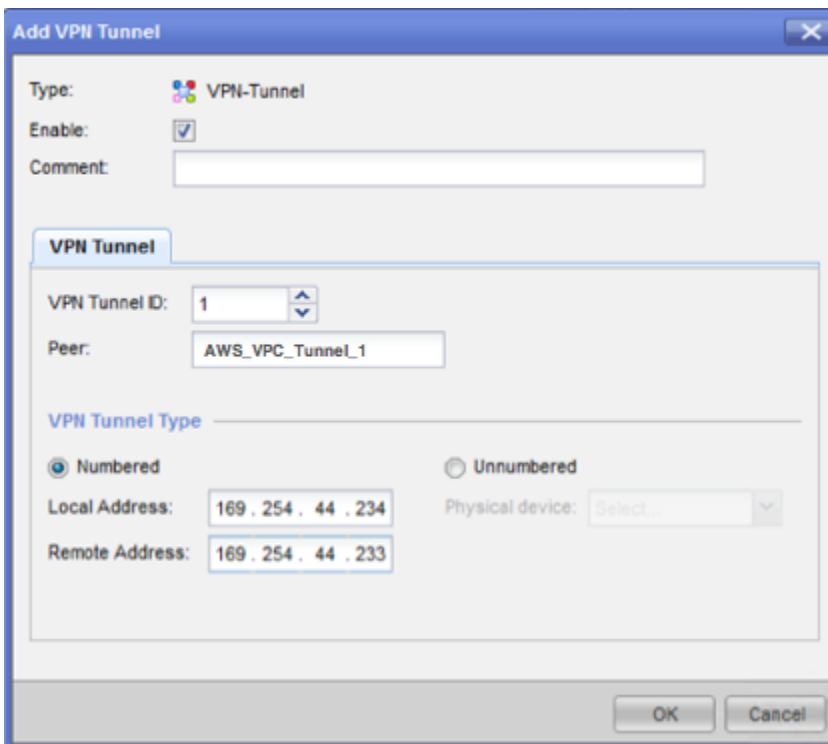 Add VPN Tunnel
Type: VPN-Tunnel
Enable:
Comment:
VPN Tunnel
VPN Tunnel ID: 1
Peer: AWS_VPC_Tunnel_1
VPN Tunnel Type
Numbered Unnumbered
Local Address: 169 . 254 . 44 . 234 Physical device: Select...
Remote Address: 169 . 254 . 44 . 233
OK Cancel